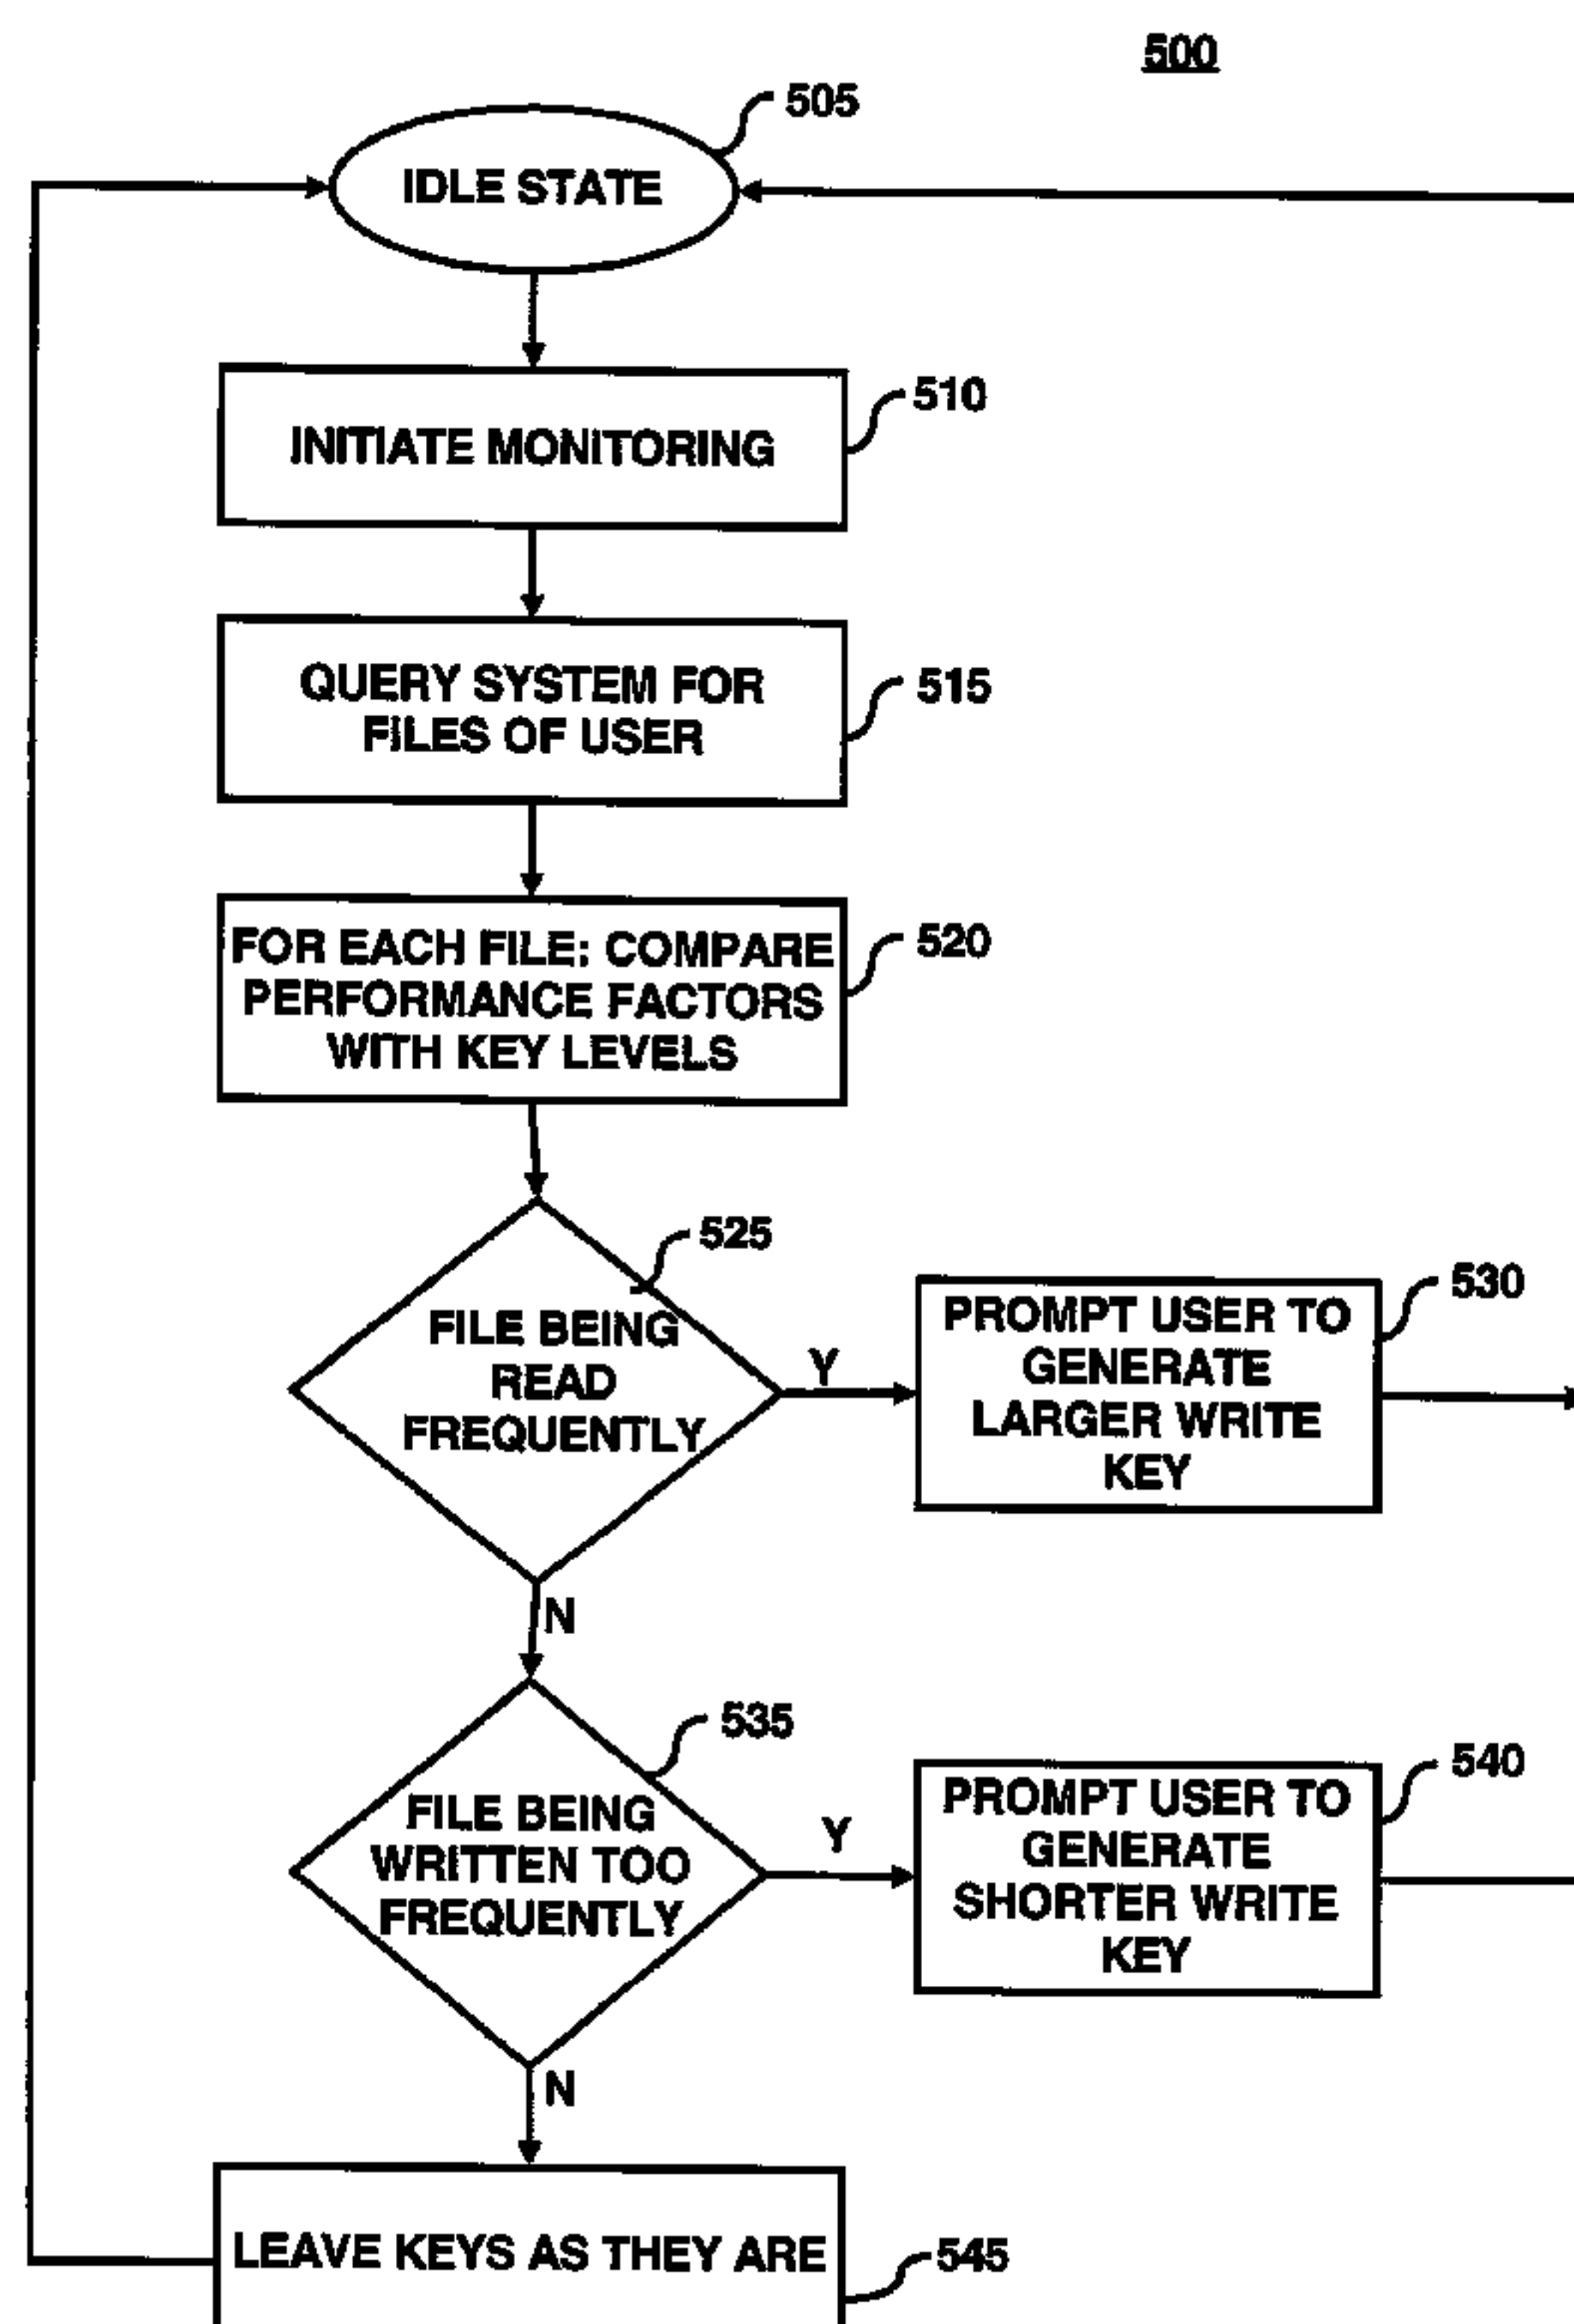 500
505
IDLE STATE
510
INITIATE MONITORING
QUERY SYSTEM FOR
FILES OF USER
515
FOR EACH FILE: COMPARE
PERFORMANCE FACTORS
WITH KEY LEVELS
520
525
FILE BEING
READ
FREQUENTLY
Y
530
PROMPT USER TO
GENERATE
LARGER WRITE
KEY
N
535
FILE BEING
WRITTEN TOO
FREQUENTLY
Y
540
PROMPT USER TO
GENERATE
SHORTER WRITE
KEY
N
LEAVE KEYS AS THEY ARE
545